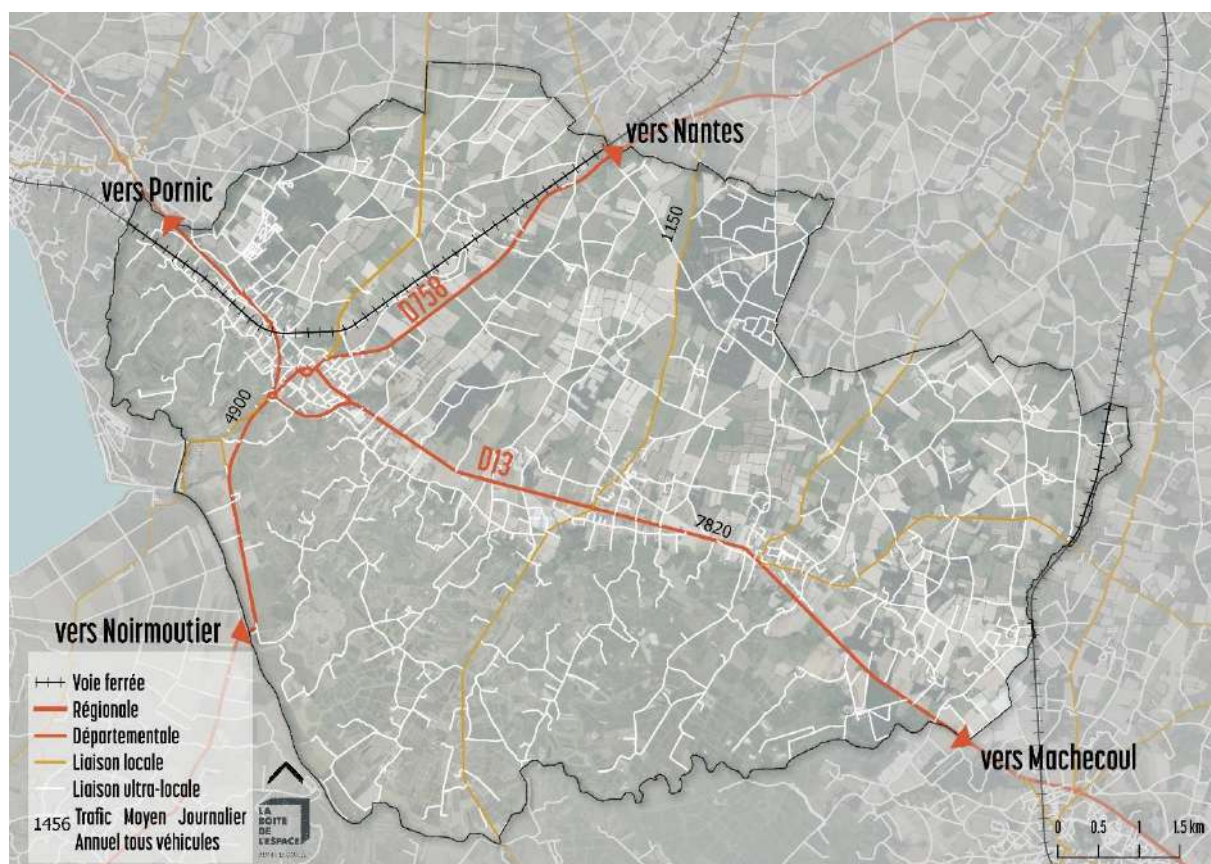 vers Nantes
vers Pornic
1150
D758
4900
D13
7820
vers Noirmoutier
Voie ferrée
Régionale
Départementale
Liaison locale
Liaison ultra-locale
1456 Trafic Moyen Journalier
Annuel tous véhicules
LA
BOITE
DE
L'ESPACE
vers Machecoul
0 0.5 1 1.5 km